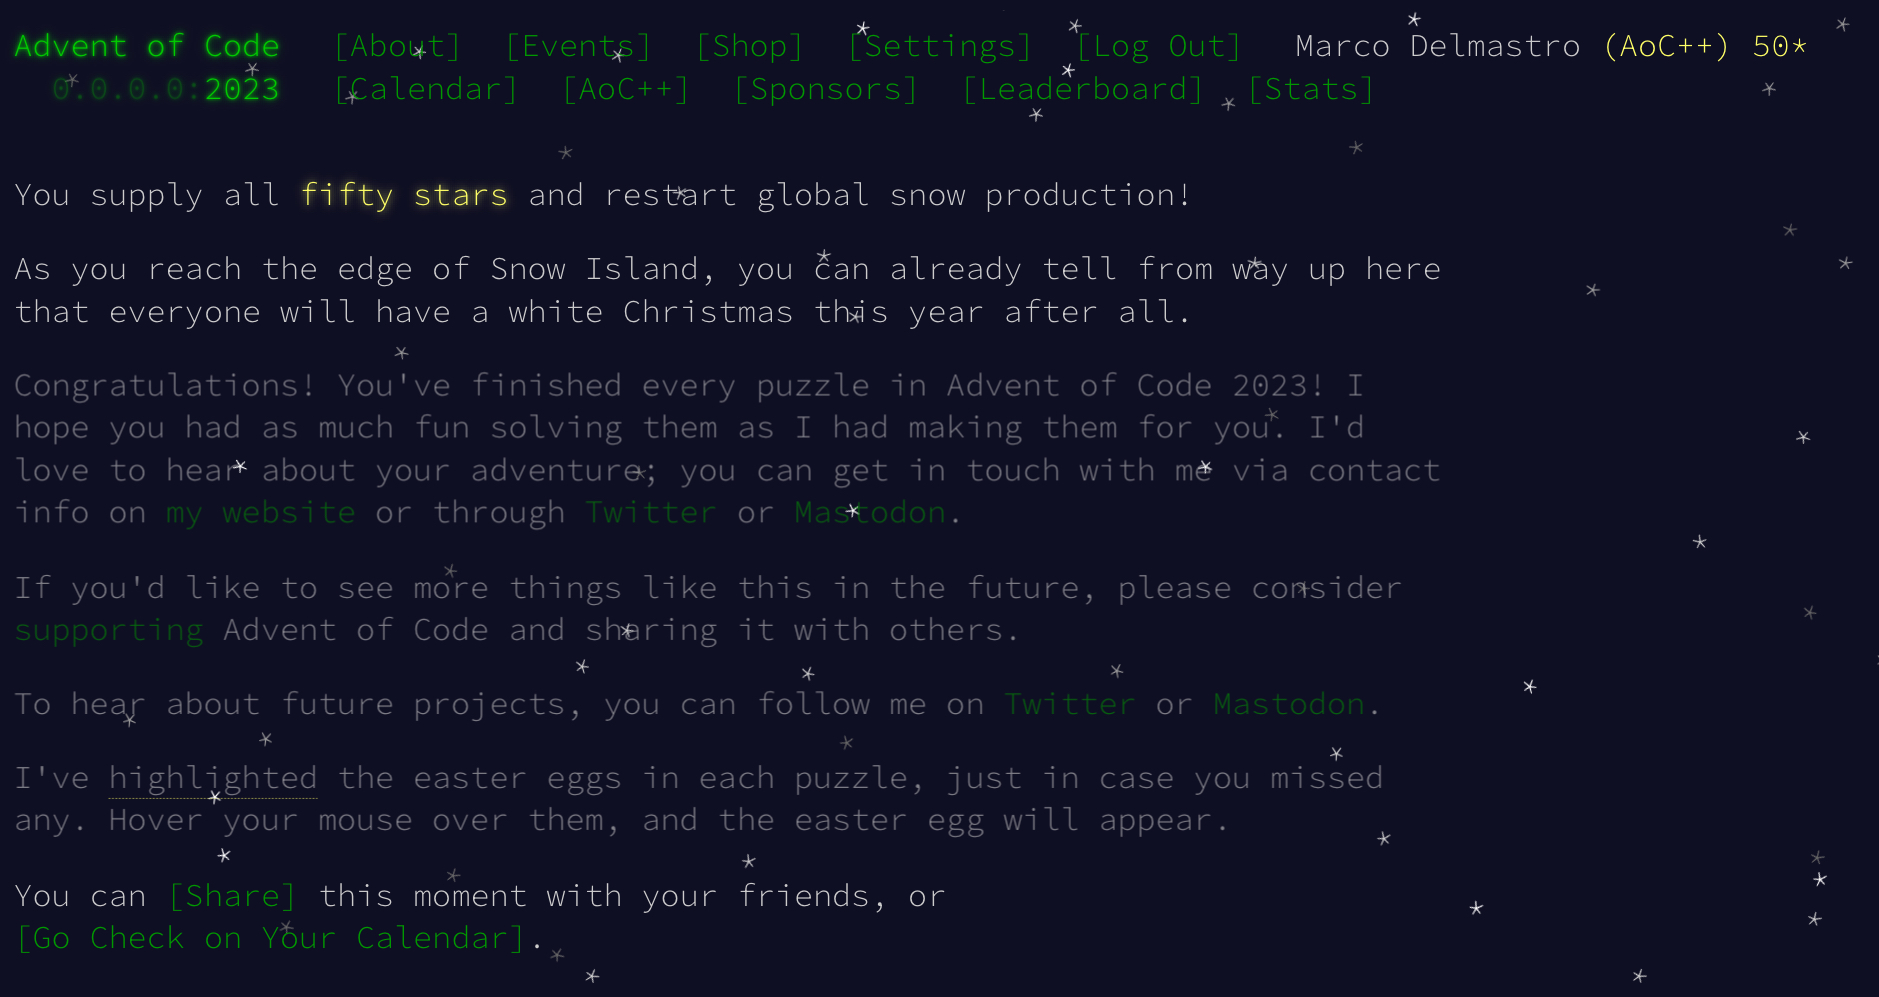 Advent of Code [About] [Events] [Shop] [Settings] [Log Out] Marco Delmastro (AoC++) 50*
0.0.0.0:2023 [Calendar] [AoC++] [Sponsors] [Leaderboard] [Stats]
You supply all fifty stars and restart global snow production!
As you reach the edge of Snow Island, you can already tell from way up here
that everyone will have a white Christmas this year after all.
Congratulations! You've finished every puzzle in Advent of Code 2023! I
hope you had as much fun solving them as I had making them for you. I'd
love to hear about your adventure; you can get in touch with me via contact
info on my website or through Twitter or Mastodon.
If you'd like to see more things like this in the future, please consider
supporting Advent of Code and sharing it with others.
To hear about future projects, you can follow me on Twitter or Mastodon.
I've highlighted the easter eggs in each puzzle, just in case you missed
any. Hover your mouse over them, and the easter egg will appear.
You can [Share] this moment with your friends, or
[Go Check on Your Calendar].